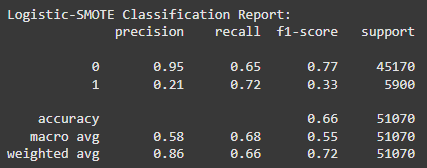 Logistic-SMOTE Classification Report:
precision recall f1-score support
0 0.95 0.65 0.77 45170
1 0.21 0.72 0.33 5900
accuracy 0.66 51070
macro avg 0.58 0.68 0.55 51070
weighted avg 0.86 0.66 0.72 51070